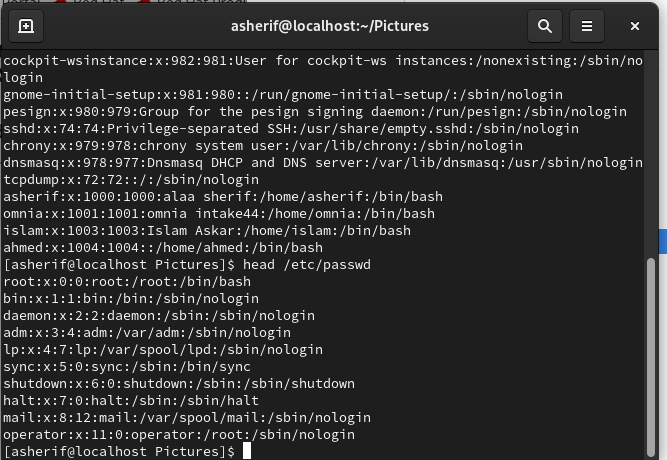 asherif@localhost:~/Pictures
cockpit-wsinstance:x:982:981:User for cockpit-ws instances:/nonexisting:/sbin/no
login
gnome-initial-setup:x:981:980::/run/gnome-initial-setup/:/sbin/nologin
pesign:x:980:979:Group for the pesign signing daemon:/run/pesign:/sbin/nologin
sshd:x:74:74:Privilege-separated SSH:/usr/share/empty.sshd:/sbin/nologin
chrony:x:979:978:chrony system user:/var/lib/chrony:/sbin/nologin
dnsmasq:x:978:977:Dnsmasq DHCP and DNS server:/var/lib/dnsmasq:/usr/sbin/nologin
tcpdump:x:72:72::/:/sbin/nologin
asherif:x:1000:1000:alaa sherif:/home/asherif:/bin/bash
omnia:x:1001:1001:omnia intake44:/home/omnia:/bin/bash
islam:x:1003:1003:Islam Askar:/home/islam:/bin/bash
ahmed:x:1004:1004::/home/ahmed:/bin/bash
[asherif@localhost Pictures]$ head /etc/passwd
root:x:0:0:root:/root:/bin/bash
bin:x:1:1:bin:/bin:/sbin/nologin
daemon:x:2:2:daemon:/sbin:/sbin/nologin
adm:x:3:4:adm:/var/adm:/sbin/nologin
lp:x:4:7:lp:/var/spool/lpd:/sbin/nologin
sync:x:5:0:sync:/sbin:/bin/sync
shutdown:x:6:0:shutdown:/sbin:/sbin/shutdown
halt:x:7:0:halt:/sbin:/sbin/halt
mail:x:8:12:mail:/var/spool/mail:/sbin/nologin
operator:x:11:0:operator:/root:/sbin/nologin
[asherif@localhost Pictures]$